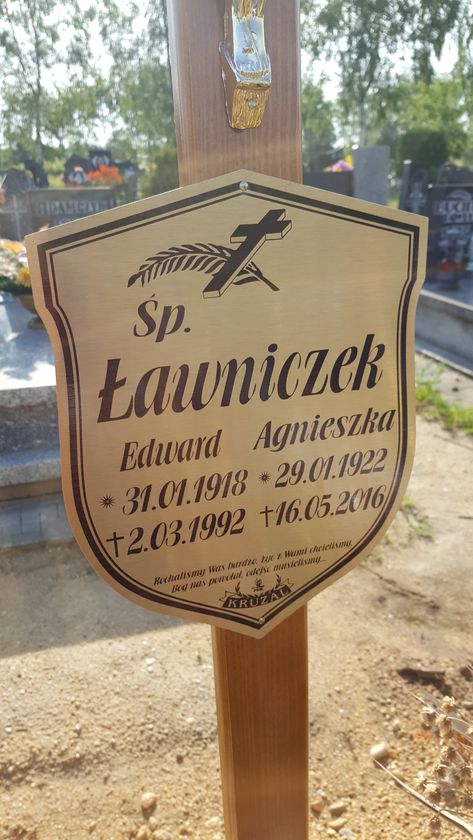 Śp.
Ławniczek
Edward Agnieszka
* 31.01.1918 * 29.01.1922
† 2.03.1992 † 16.05.2016
Kochaliśmy Was bardzo, żyć z Wami chcieliśmy,
Bóg nas powołał, odejść musieliśmy...
KRUŻAL
ADAMCZYK